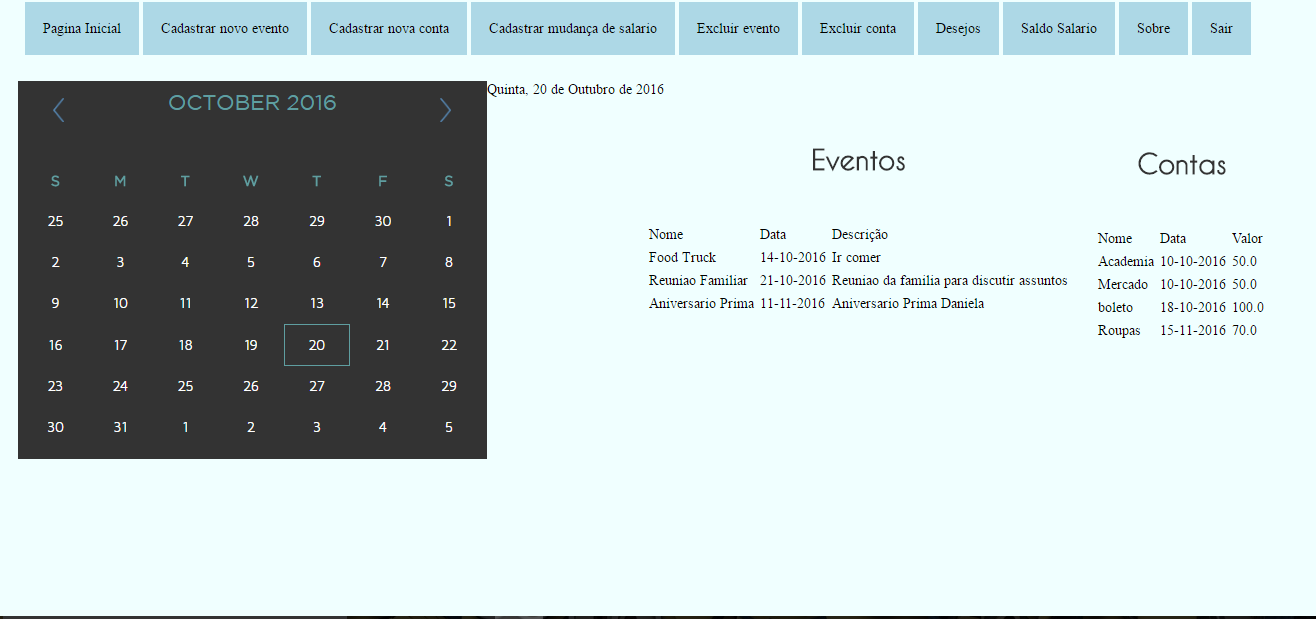 Pagina Inicial Cadastrar novo evento Cadastrar nova conta Cadastrar mudança de salario Excluir evento Excluir conta Desejos Saldo Salario Sobre Sair
OCTOBER 2016
S M T W T F S
25 26 27 28 29 30 1
2 3 4 5 6 7 8
9 10 11 12 13 14 15
16 17 18 19 20 21 22
23 24 25 26 27 28 29
30 31 1 2 3 4 5
Quinta, 20 de Outubro de 2016
Eventos
Nome Data Descrição
Food Truck 14-10-2016 Ir comer
Reuniao Familiar 21-10-2016 Reuniao da familia para discutir assuntos
Aniversario Prima 11-11-2016 Aniversario Prima Daniela
Contas
Nome Data Valor
Academia 10-10-2016 50.0
Mercado 10-10-2016 50.0
boleto 18-10-2016 100.0
Roupas 15-11-2016 70.0